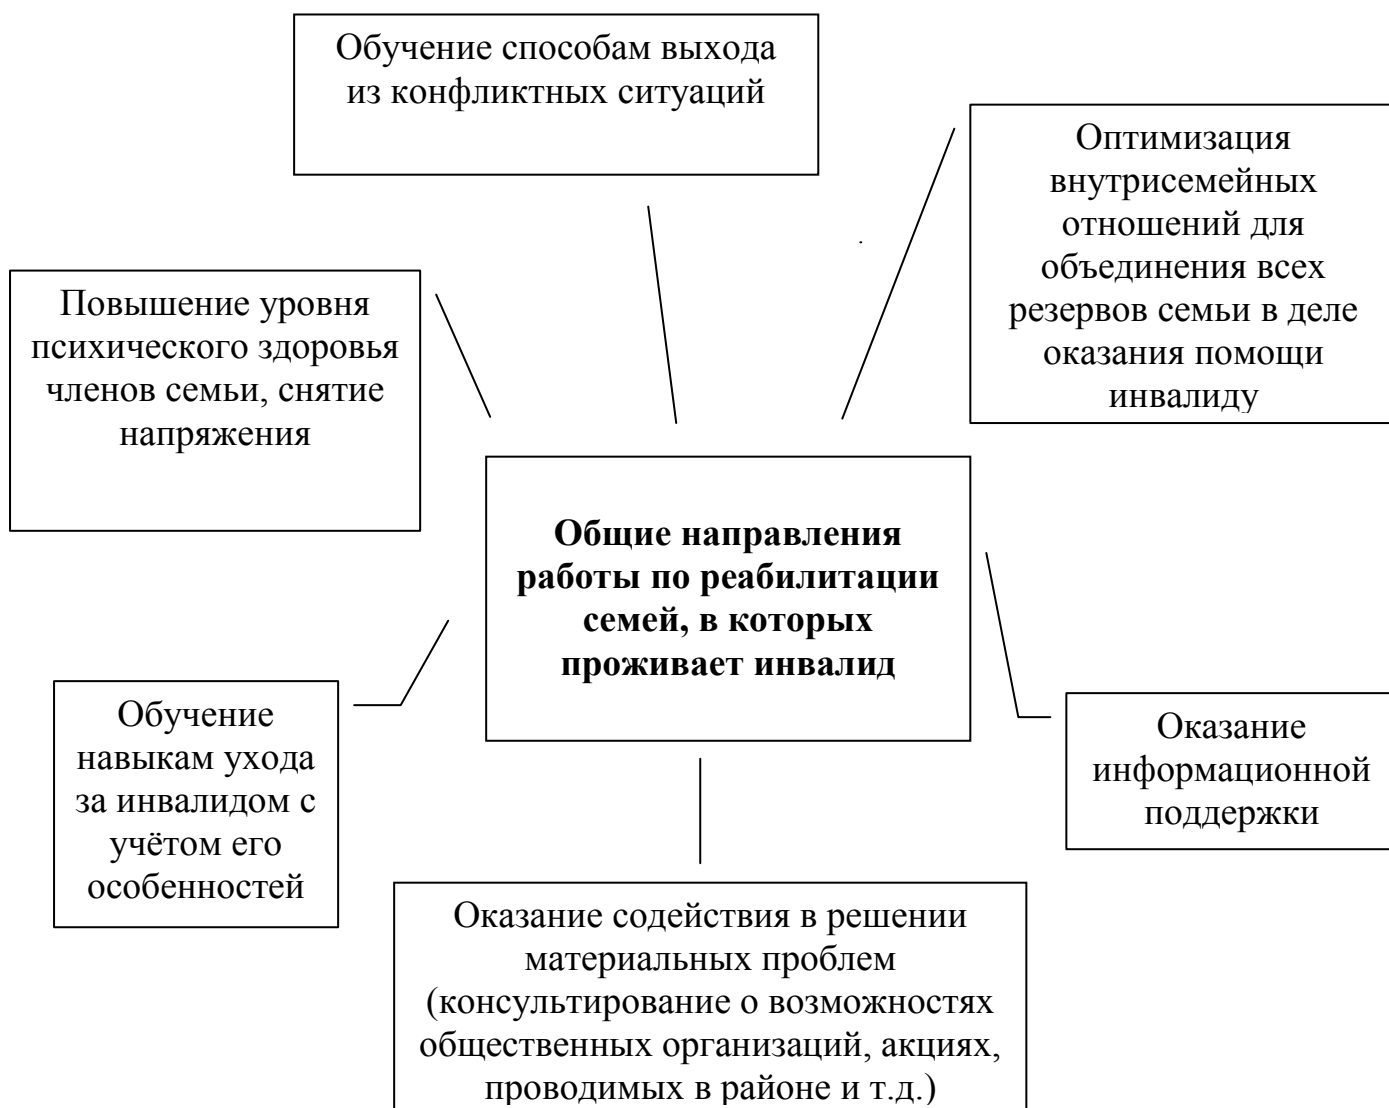 Обучение способам выхода
из конфликтных ситуаций
Оптимизация
внутрисемейных
отношений для
объединения всех
резервов семьи в деле
оказания помощи
инвалиду
Повышение уровня
психического здоровья
членов семьи, снятие
напряжения
Общие направления
работы по реабилитации
семей, в которых
проживает инвалид
Обучение
навыкам ухода
за инвалидом с
учётом его
особенностей
Оказание
информационной
поддержки
Оказание содействия в решении
материальных проблем
(консультирование о возможностях
общественных организаций, акциях,
проводимых в районе и т.д.)